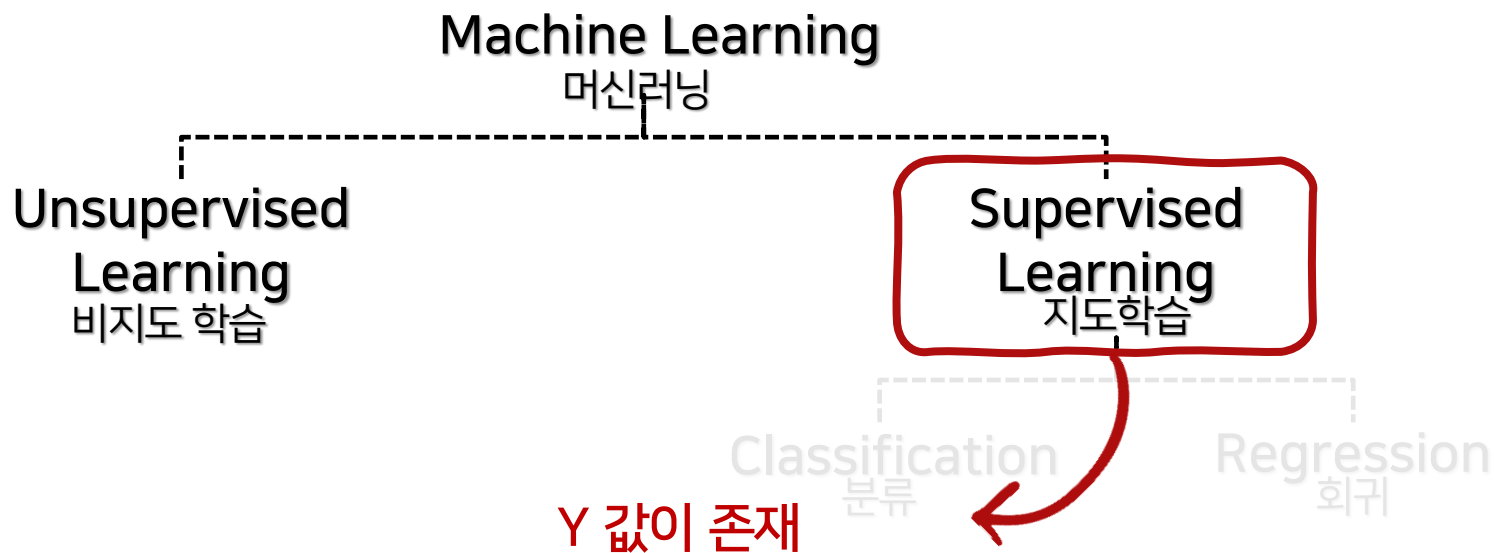 Machine Learning
머신러닝
Unsupervised
Learning
비지도 학습
Supervised
Learning
지도학습
Classification
분류
Regression
회귀
Y 값이 존재